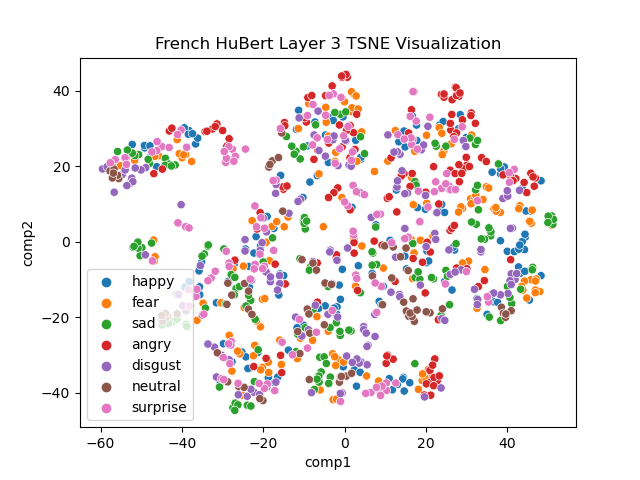 French HuBert Layer 3 TSNE Visualization
comp2
40
20
0
−20
−40
happy
fear
sad
angry
disgust
neutral
surprise
−60
−40
−20
0
20
40
comp1